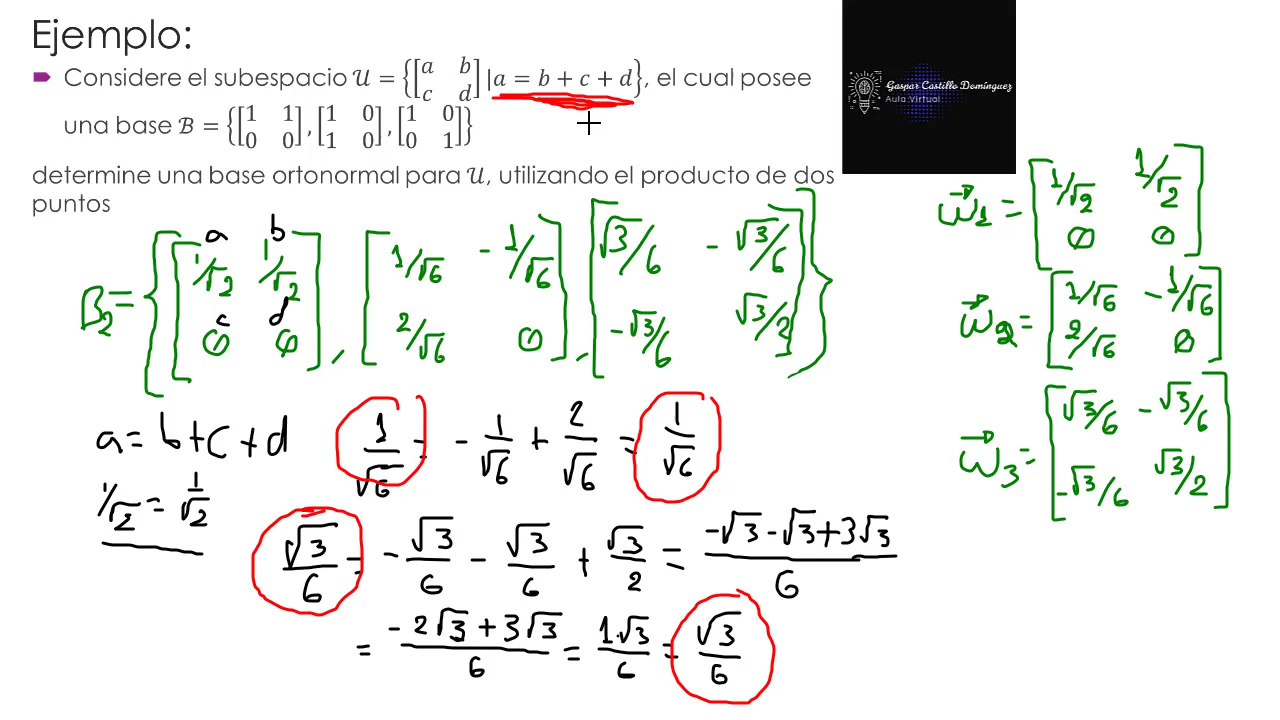 Ejemplo:
Considere el subespacio 𝒰 = {[a b; c d] | a = b + c + d}, el cual posee
una base ℬ = {[1 1; 0 0], [1 0; 1 0], [1 0; 0 1]}
determine una base ortonormal para 𝒰, utilizando el producto de dos
puntos
Gaspar Castillo Domínguez
Aula Virtual
B₂ = {[1/√2 1/√2; 0 0], [1/√6 -1/√6; 2/√6 0], [√3/6 -√3/6; -√3/6 √3/2]}
a b
c d
w⃗1 = [1/√2 1/√2; 0 0]
w⃗2 = [1/√6 -1/√6; 2/√6 0]
w⃗3 = [√3/6 -√3/6; -√3/6 √3/2]
a = b + c + d
1/√2 = 1/√2
1/√6 = -1/√6 + 2/√6 = 1/√6
√3/6 = -√3/6 - √3/6 + √3/2 = (-√3 - √3 + 3√3)/6
= (-2√3 + 3√3)/6 = 1·√3/6 = √3/6